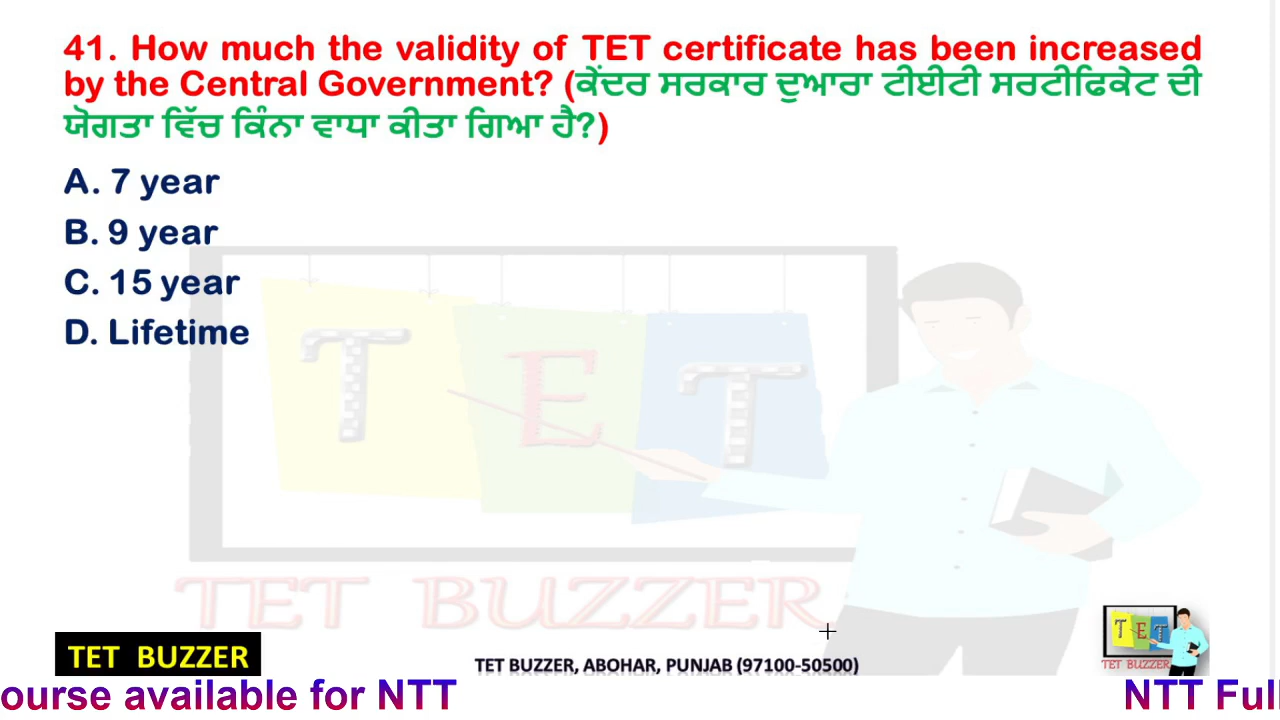 41. How much the validity of TET certificate has been increased
by the Central Government? (ਕੇਂਦਰ ਸਰਕਾਰ ਦੁਆਰਾ ਟੀਈਟੀ ਸਰਟੀਫਿਕੇਟ ਦੀ
ਯੋਗਤਾ ਵਿੱਚ ਕਿੰਨਾ ਵਾਧਾ ਕੀਤਾ ਗਿਆ ਹੈ?)
A. 7 year
B. 9 year
C. 15 year
D. Lifetime
T E T
TET BUZZER
TET BUZZER
TET BUZZER, ABOHAR, PUNJAB (97100-50500)
TET
TET BUZZER
ourse available for NTT
NTT Full